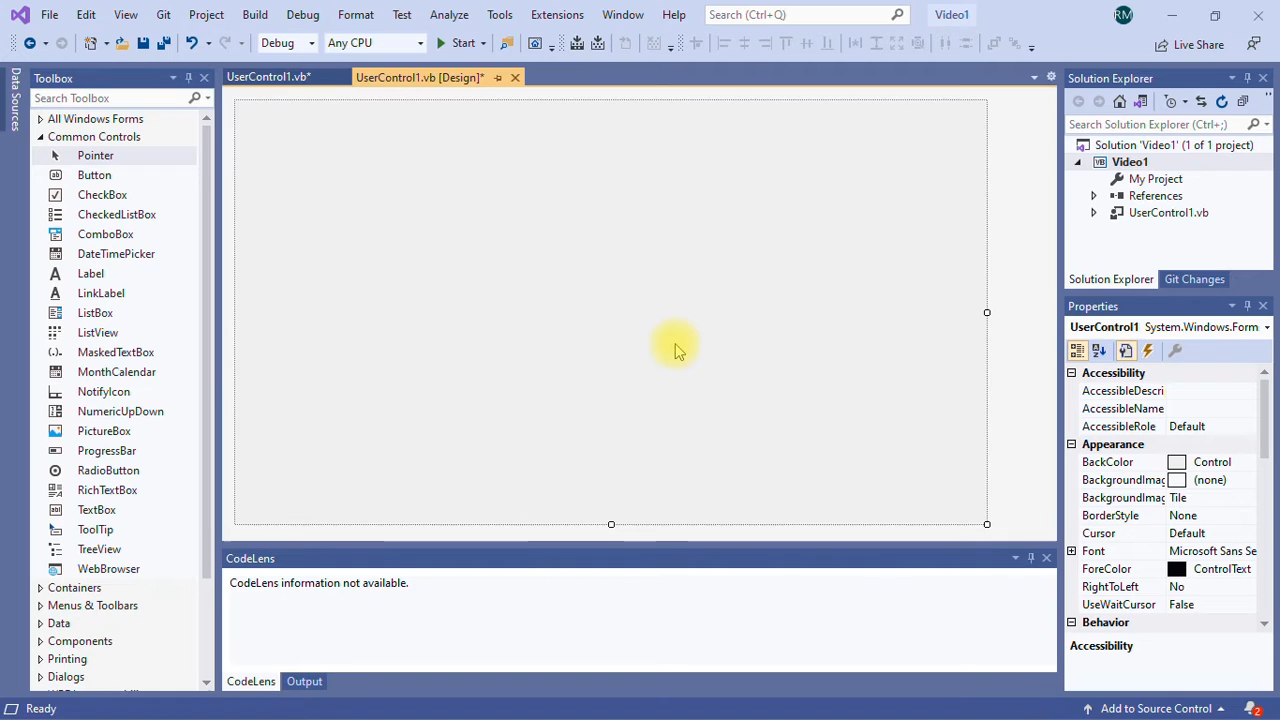 File Edit View Git Project Build Debug Format Test Analyze Tools Extensions Window Help Search (Ctrl+Q) Video1 RM
Debug Any CPU Start Live Share
Data Sources
Toolbox
Search Toolbox
All Windows Forms
Common Controls
Pointer
Button
CheckBox
CheckedListBox
ComboBox
DateTimePicker
Label
LinkLabel
ListBox
ListView
MaskedTextBox
MonthCalendar
NotifyIcon
NumericUpDown
PictureBox
ProgressBar
RadioButton
RichTextBox
TextBox
ToolTip
TreeView
WebBrowser
Containers
Menus & Toolbars
Data
Components
Printing
Dialogs
UserControl1.vb* UserControl1.vb [Design]*
CodeLens
CodeLens information not available.
CodeLens Output
Solution Explorer
Search Solution Explorer (Ctrl+;)
Solution 'Video1' (1 of 1 project)
VB Video1
My Project
References
UserControl1.vb
Solution Explorer Git Changes
Properties
UserControl1 System.Windows.Form
Accessibility
AccessibleDescri
AccessibleName
AccessibleRole Default
Appearance
BackColor Control
BackgroundImag (none)
BackgroundImag Tile
BorderStyle None
Cursor Default
Font Microsoft Sans Se
ForeColor ControlText
RightToLeft No
UseWaitCursor False
Behavior
Accessibility
Ready Add to Source Control 2